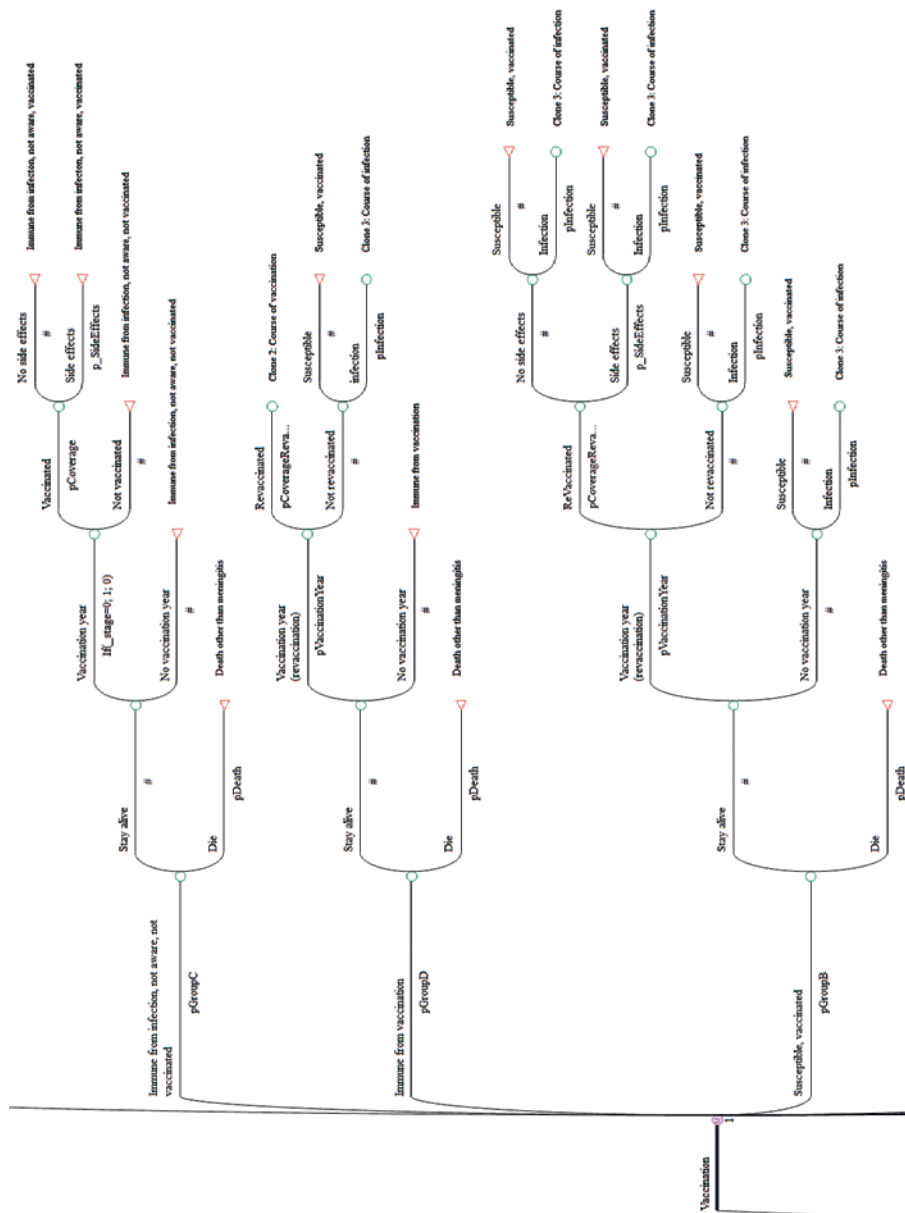 Vaccination
1
Immune from infection, not aware, not
vaccinated
pGroupC
Stay alive
#
Vaccination year
If(_stage=0; 1; 0)
Vaccinated
pCoverage
No side effects
#
Immune from infection, not aware, vaccinated
Side effects
p_SideEffects
Immune from infection, not aware, vaccinated
Not vaccinated
#
Immune from infection, not aware, not vaccinated
No vaccination year
#
Immune from infection, not aware, not vaccinated
Die
pDeath
Death other than meningitis
Immune from vaccination
pGroupD
Stay alive
#
Vaccination year
(revaccination)
pVaccinationYear
Revaccinated
pCoverageReva...
Clone 2: Course of vaccination
Not revaccinated
#
Susceptible
#
Susceptible, vaccinated
infection
pInfection
Clone 3: Course of infection
No vaccination year
#
Immune from vaccination
Die
pDeath
Death other than meningitis
Susceptible, vaccinated
pGroupB
Stay alive
#
Vaccination year
(revaccination)
pVaccinationYear
ReVaccinated
pCoverageReva...
No side effects
#
Susceptible
#
Susceptible, vaccinated
Infection
pInfection
Clone 3: Course of infection
Side effects
p_SideEffects
Susceptible
#
Susceptible, vaccinated
Infection
pInfection
Clone 3: Course of infection
Not revaccinated
#
Susceptible
#
Susceptible, vaccinated
Infection
pInfection
Clone 3: Course of infection
No vaccination year
#
Susceptible
#
Susceptible, vaccinated
Infection
pInfection
Clone 3: Course of infection
Die
pDeath
Death other than meningitis